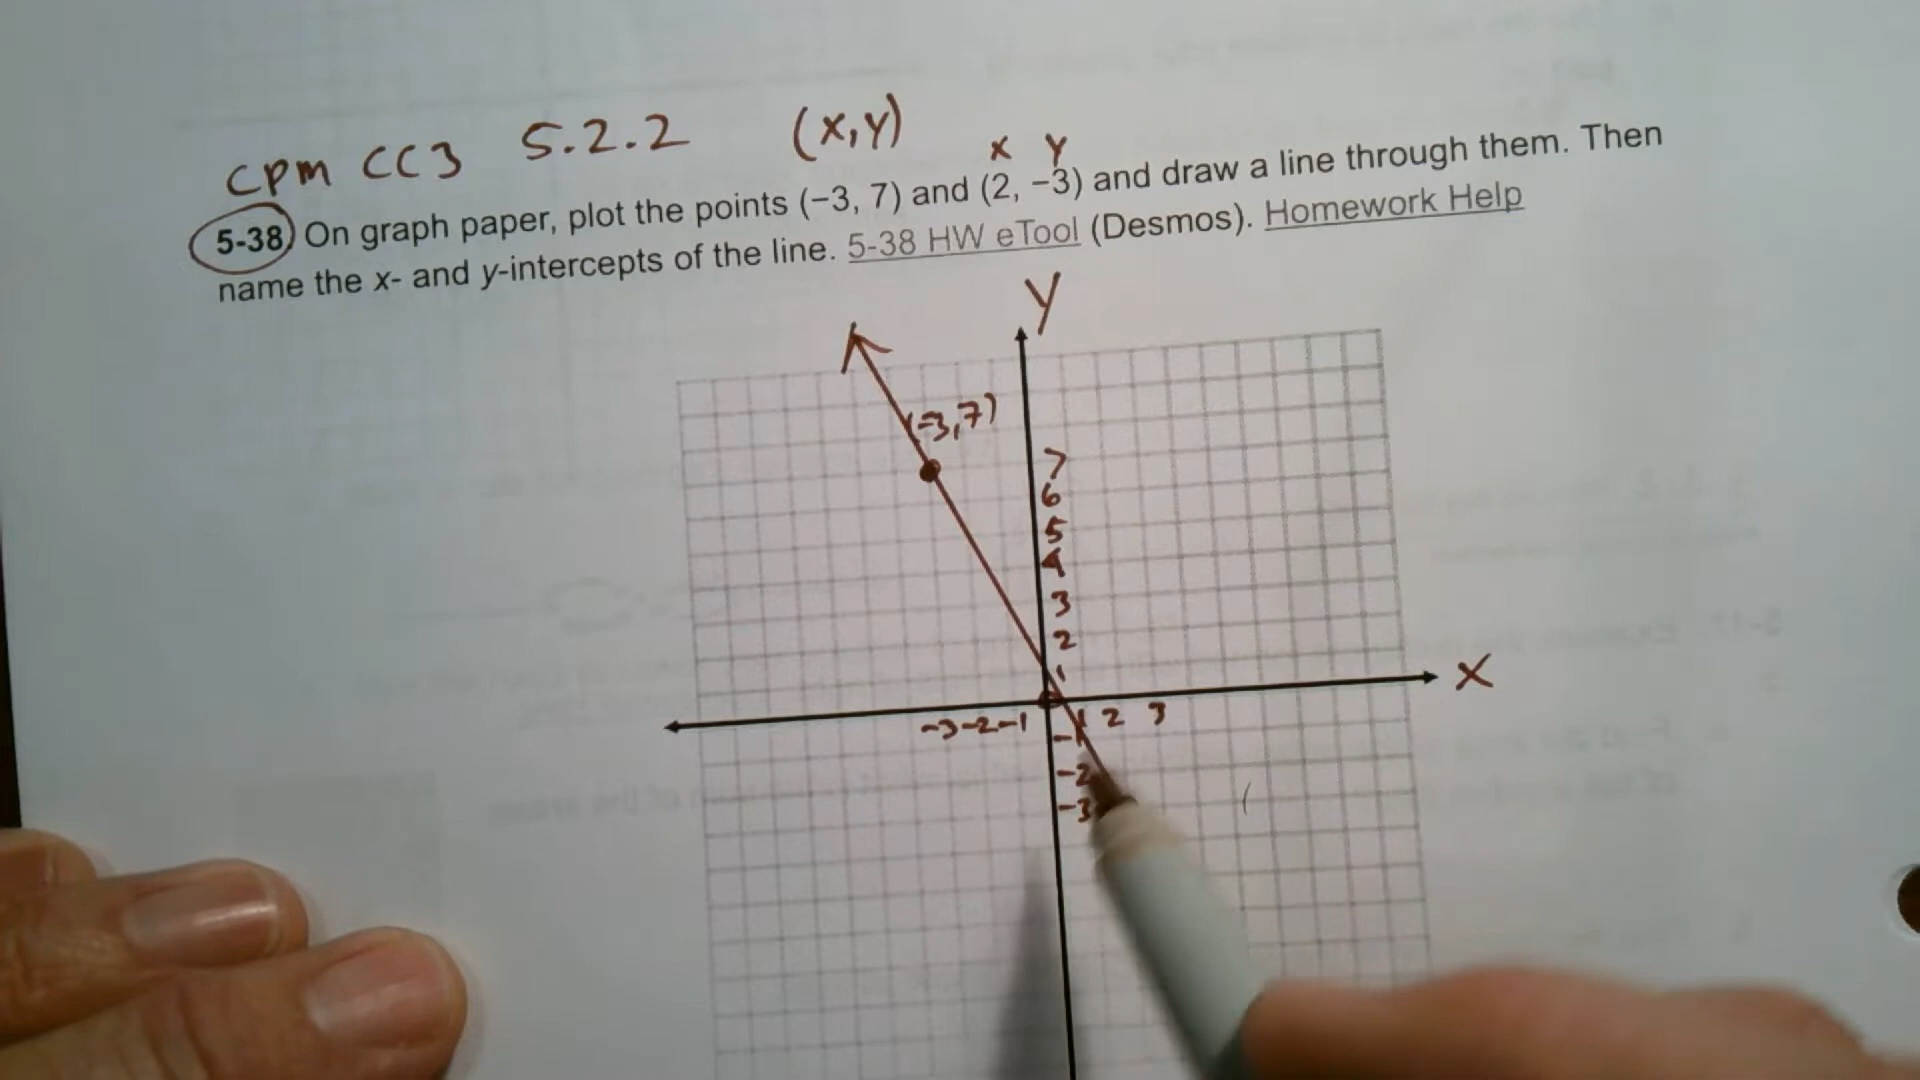 CPM CC3 5.2.2 (x,y)
x y
5-38 On graph paper, plot the points (−3, 7) and (2, −3) and draw a line through them. Then
name the x- and y-intercepts of the line. 5-38 HW eTool (Desmos). Homework Help
y
(-3,7)
7
6
5
4
3
2
1
x
-3 -2 -1 1 2 3
-1
-2
-3